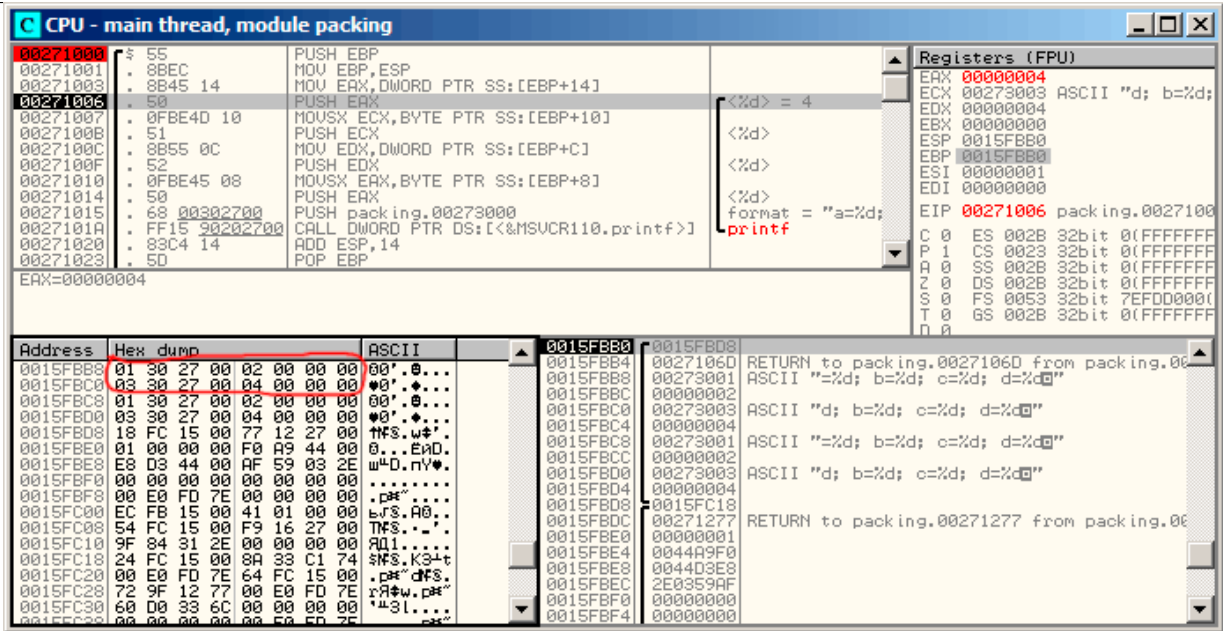 CPU - main thread, module packing
00271000 $ 55 PUSH EBP
00271001 . 8BEC MOV EBP,ESP
00271003 . 8B45 14 MOV EAX,DWORD PTR SS:[EBP+14]
00271006 . 50 PUSH EAX <%d> = 4
00271007 . 0FBE4D 10 MOVSX ECX,BYTE PTR SS:[EBP+10]
0027100B . 51 PUSH ECX <%d>
0027100C . 8B55 0C MOV EDX,DWORD PTR SS:[EBP+C]
0027100F . 52 PUSH EDX <%d>
00271010 . 0FBE45 08 MOVSX EAX,BYTE PTR SS:[EBP+8]
00271014 . 50 PUSH EAX <%d>
00271015 . 68 00302700 PUSH packing.00273000 format = "a=%d;
0027101A . FF15 90202700 CALL DWORD PTR DS:[<&MSVCR110.printf>] printf
00271020 . 83C4 14 ADD ESP,14
00271023 . 5D POP EBP
EAX=00000004
Registers (FPU)
EAX 00000004
ECX 00273003 ASCII "d; b=%d;
EDX 00000004
EBX 00000000
ESP 0015FBB0
EBP 0015FBB0
ESI 00000001
EDI 00000000
EIP 00271006 packing.0027100
C 0 ES 002B 32bit 0(FFFFFFF
P 1 CS 0023 32bit 0(FFFFFFF
A 0 SS 002B 32bit 0(FFFFFFF
Z 0 DS 002B 32bit 0(FFFFFFF
S 0 FS 0053 32bit 7EFDD000(
T 0 GS 002B 32bit 0(FFFFFFF
D 0
Address Hex dump ASCII
0015FBB8 01 30 27 00 02 00 00 00
0015FBC0 03 30 27 00 04 00 00 00
0015FBC8 01 30 27 00 02 00 00 00
0015FBD0 03 30 27 00 04 00 00 00
0015FBD8 18 FC 15 00 77 12 27 00
0015FBE0 01 00 00 00 F0 A9 44 00
0015FBE8 E8 D3 44 00 AF 59 03 2E
0015FBF0 00 00 00 00 00 00 00 00
0015FBF8 00 E0 FD 7E 00 00 00 00
0015FC00 EC FB 15 00 41 01 00 00
0015FC08 54 FC 15 00 F9 16 27 00
0015FC10 9F 84 31 2E 00 00 00 00
0015FC18 24 FC 15 00 8A 33 C1 74
0015FC20 00 E0 FD 7E 64 FC 15 00
0015FC28 72 9F 12 77 00 E0 FD 7E
0015FC30 60 D0 33 6C 00 00 00 00
0015FBB0 0015FBD8
0015FBB4 0027106D RETURN to packing.0027106D from packing.00
0015FBB8 00273001 ASCII "=%d; b=%d; c=%d; d=%d"
0015FBBC 00000002
0015FBC0 00273003 ASCII "d; b=%d; c=%d; d=%d"
0015FBC4 00000004
0015FBC8 00273001 ASCII "=%d; b=%d; c=%d; d=%d"
0015FBCC 00000002
0015FBD0 00273003 ASCII "d; b=%d; c=%d; d=%d"
0015FBD4 00000004
0015FBD8 0015FC18
0015FBDC 00271277 RETURN to packing.00271277 from packing.00
0015FBE0 00000001
0015FBE4 0044A9F0
0015FBE8 0044D3E8
0015FBEC 2E0359AF
0015FBF0 00000000
0015FBF4 00000000